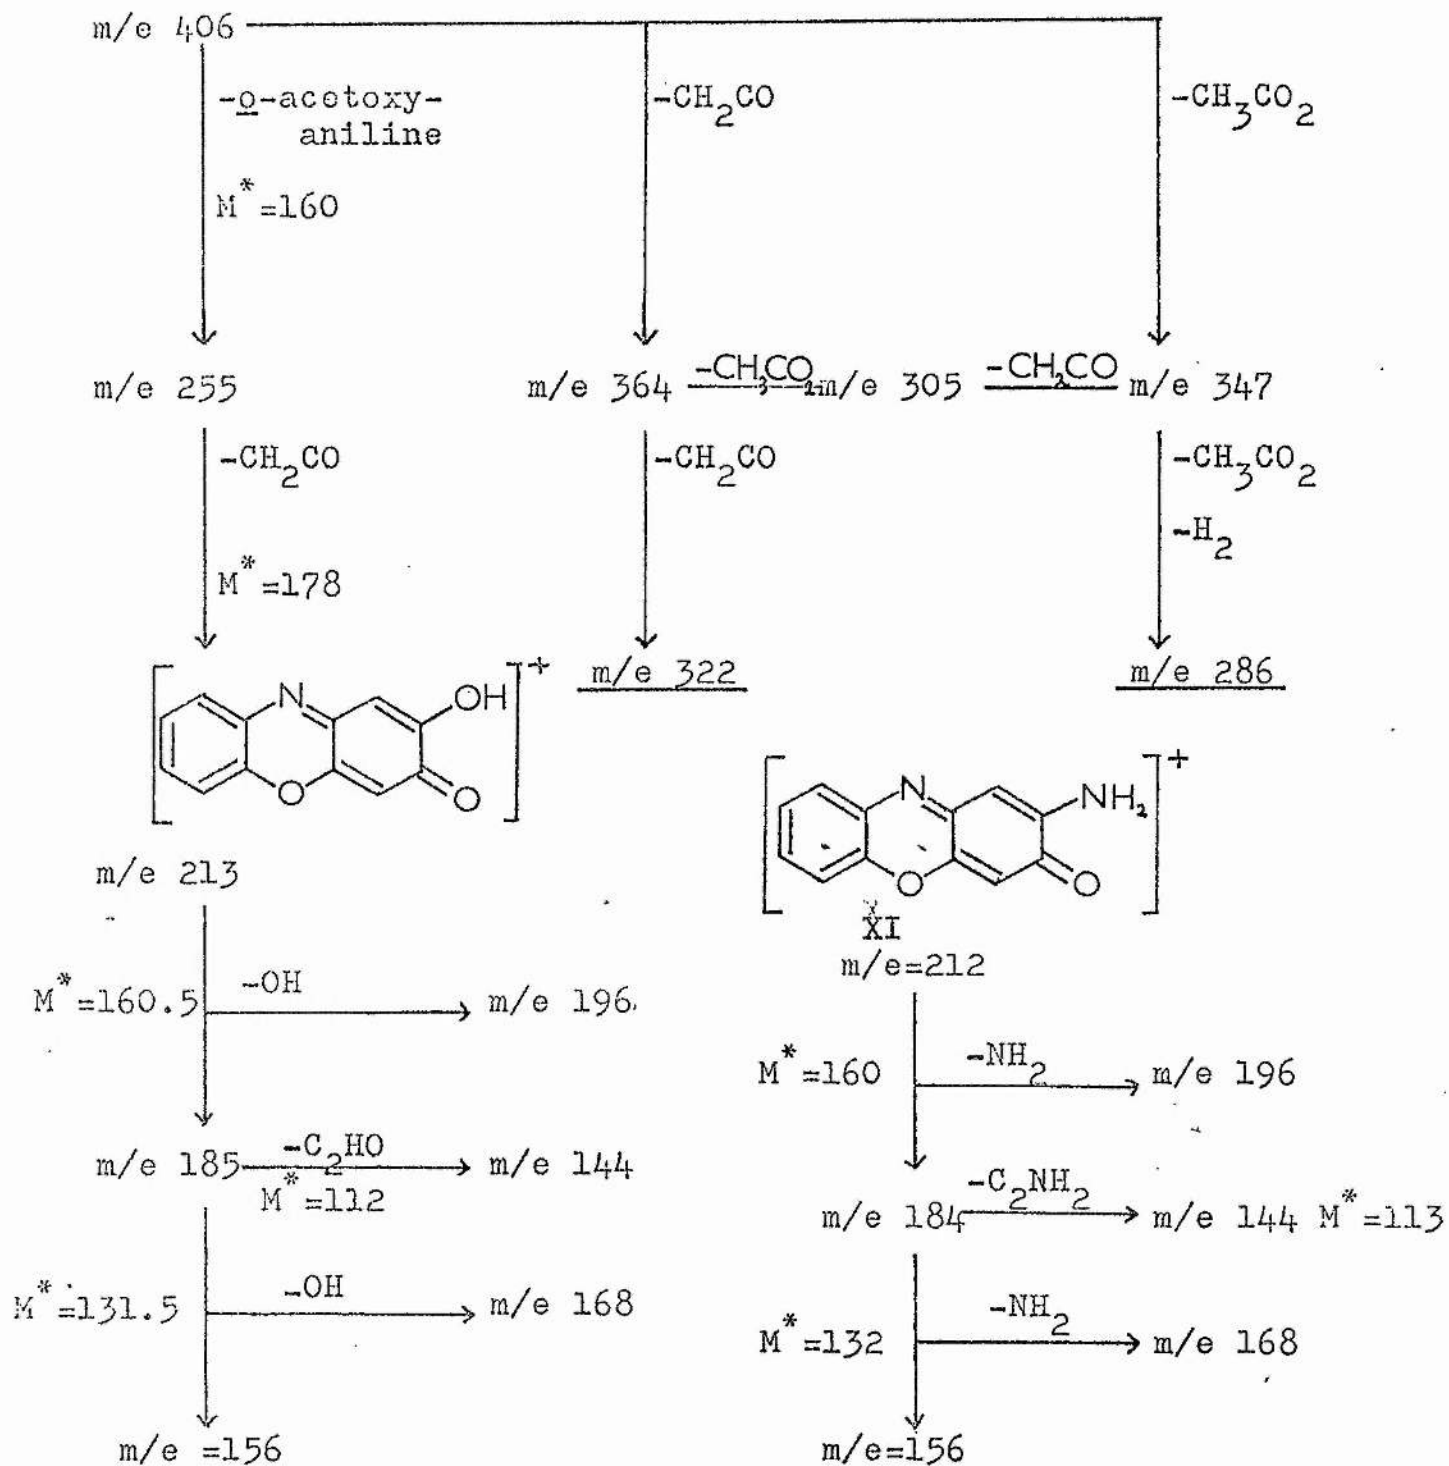 m/e 406
-o-acetoxy-
aniline
M*=160
-CH2CO
-CH3CO2
m/e 255
m/e 364
-CH3CO2
m/e 305
-CH2CO
m/e 347
-CH2CO
M*=178
-CH2CO
-CH3CO2
-H2
m/e 322
m/e 286
N
OH
O
O
+
m/e 213
N
NH2
O
O
+
XI
m/e=212
M*=160.5
-OH
m/e 196
M*=160
-NH2
m/e 196
m/e 185
-C2HO
M*=112
m/e 144
m/e 184
-C2NH2
m/e 144 M*=113
M*=131.5
-OH
m/e 168
M*=132
-NH2
m/e 168
m/e =156
m/e=156